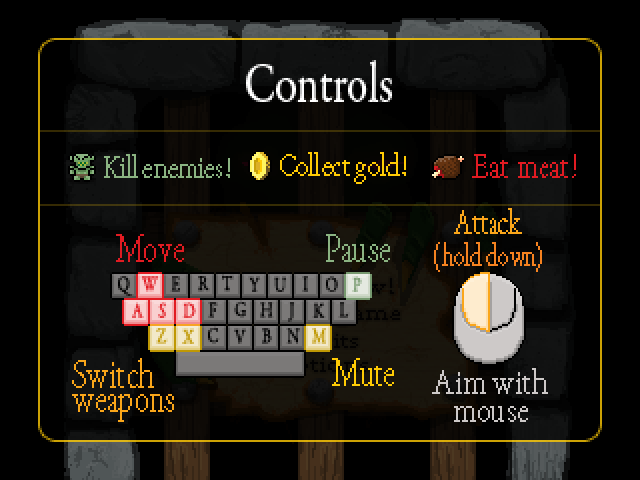 Controls
Kill enemies! Collect gold! Eat meat!
Attack
(hold down)
Move Pause
Q W E R T Y U I O P
A S D F G H J K L
Z X C V B N M
Switch
weapons
Mute
Aim with
mouse